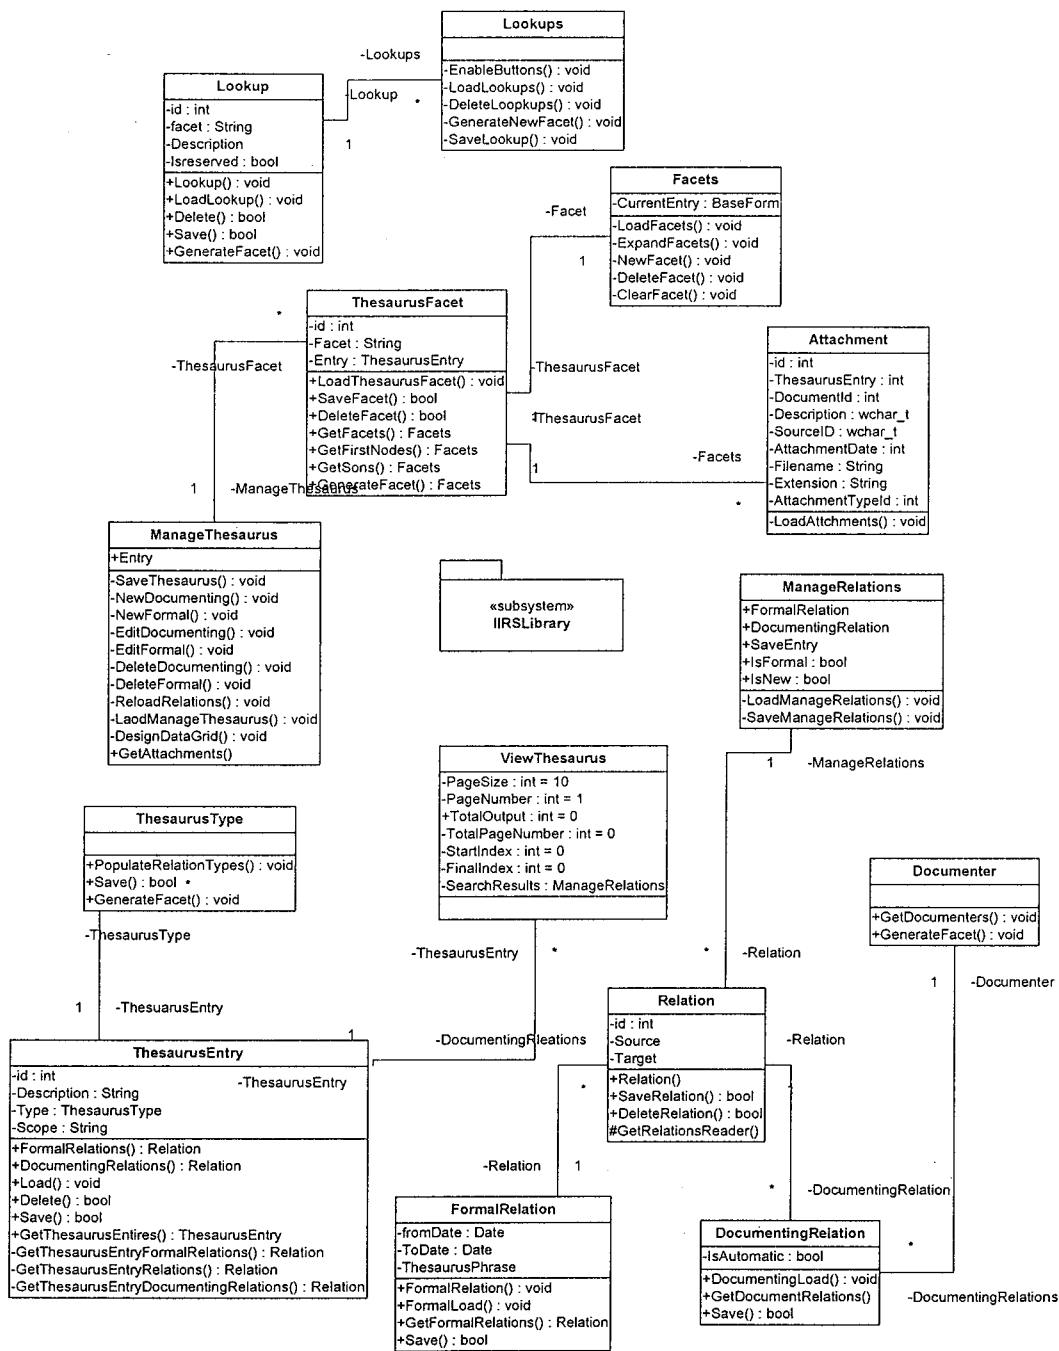 Lookups
-EnableButtons() : void
-LoadLookups() : void
-DeleteLoopkups() : void
-GenerateNewFacet() : void
-SaveLookup() : void
-Lookups
-Lookup
*
1
Lookup
-id : int
-facet : String
-Description
-Isreserved : bool
+Lookup() : void
+LoadLookup() : void
+Delete() : bool
+Save() : bool
+GenerateFacet() : void
Facets
-CurrentEntry : BaseForm
-LoadFacets() : void
-ExpandFacets() : void
-NewFacet() : void
-DeleteFacet() : void
-ClearFacet() : void
-Facet
1
ThesaurusFacet
-id : int
-Facet : String
-Entry : ThesaurusEntry
+LoadThesaurusFacet() : void
+SaveFacet() : bool
+DeleteFacet() : bool
+GetFacets() : Facets
+GetFirstNodes() : Facets
+GetSons() : Facets
+GenerateFacet() : Facets
*
-ThesaurusFacet
-ThesaurusFacet
-ThesaurusFacet
1
-Facets
*
Attachment
-id : int
-ThesaurusEntry : int
-DocumentId : int
-Description : wchar_t
-SourceID : wchar_t
-AttachmentDate : int
-Filename : String
-Extension : String
-AttachmentTypeId : int
-LoadAttchments() : void
1
-ManageThesaurus
ManageThesaurus
+Entry
-SaveThesaurus() : void
-NewDocumenting() : void
-NewFormal() : void
-EditDocumenting() : void
-EditFormal() : void
-DeleteDocumenting() : void
-DeleteFormal() : void
-ReloadRelations() : void
-LaodManageThesaurus() : void
-DesignDataGrid() : void
+GetAttachments()
«subsystem»
IIRSLibrary
ManageRelations
+FormalRelation
+DocumentingRelation
+SaveEntry
+IsFormal : bool
+IsNew : bool
-LoadManageRelations() : void
-SaveManageRelations() : void
1
-ManageRelations
ViewThesaurus
-PageSize : int = 10
-PageNumber : int = 1
+TotalOutput : int = 0
-TotalPageNumber : int = 0
-StartIndex : int = 0
-FinalIndex : int = 0
-SearchResults : ManageRelations
ThesaurusType
+PopulateRelationTypes() : void
+Save() : bool
*
+GenerateFacet() : void
-ThesaurusType
1
-ThesuarusEntry
Documenter
+GetDocumenters() : void
+GenerateFacet() : void
1
-Documenter
-ThesaurusEntry
*
*
-Relation
1
-DocumentingRleations
-ThesaurusEntry
ThesaurusEntry
-id : int
-Description : String
-Type : ThesaurusType
-Scope : String
+FormalRelations() : Relation
+DocumentingRelations() : Relation
+Load() : void
+Delete() : bool
+Save() : bool
+GetThesaurusEntires() : ThesaurusEntry
-GetThesaurusEntryFormalRelations() : Relation
-GetThesaurusEntryRelations() : Relation
-GetThesaurusEntryDocumentingRelations() : Relation
Relation
-id : int
-Source
-Target
+Relation()
+SaveRelation() : bool
+DeleteRelation() : bool
#GetRelationsReader()
-Relation
*
-Relation
1
*
-DocumentingRelation
FormalRelation
-fromDate : Date
-ToDate : Date
-ThesaurusPhrase
+FormalRelation() : void
+FormalLoad() : void
+GetFormalRelations() : Relation
+Save() : bool
DocumentingRelation
-IsAutomatic : bool
+DocumentingLoad() : void
+GetDocumentRelations()
+Save() : bool
*
-DocumentingRelations